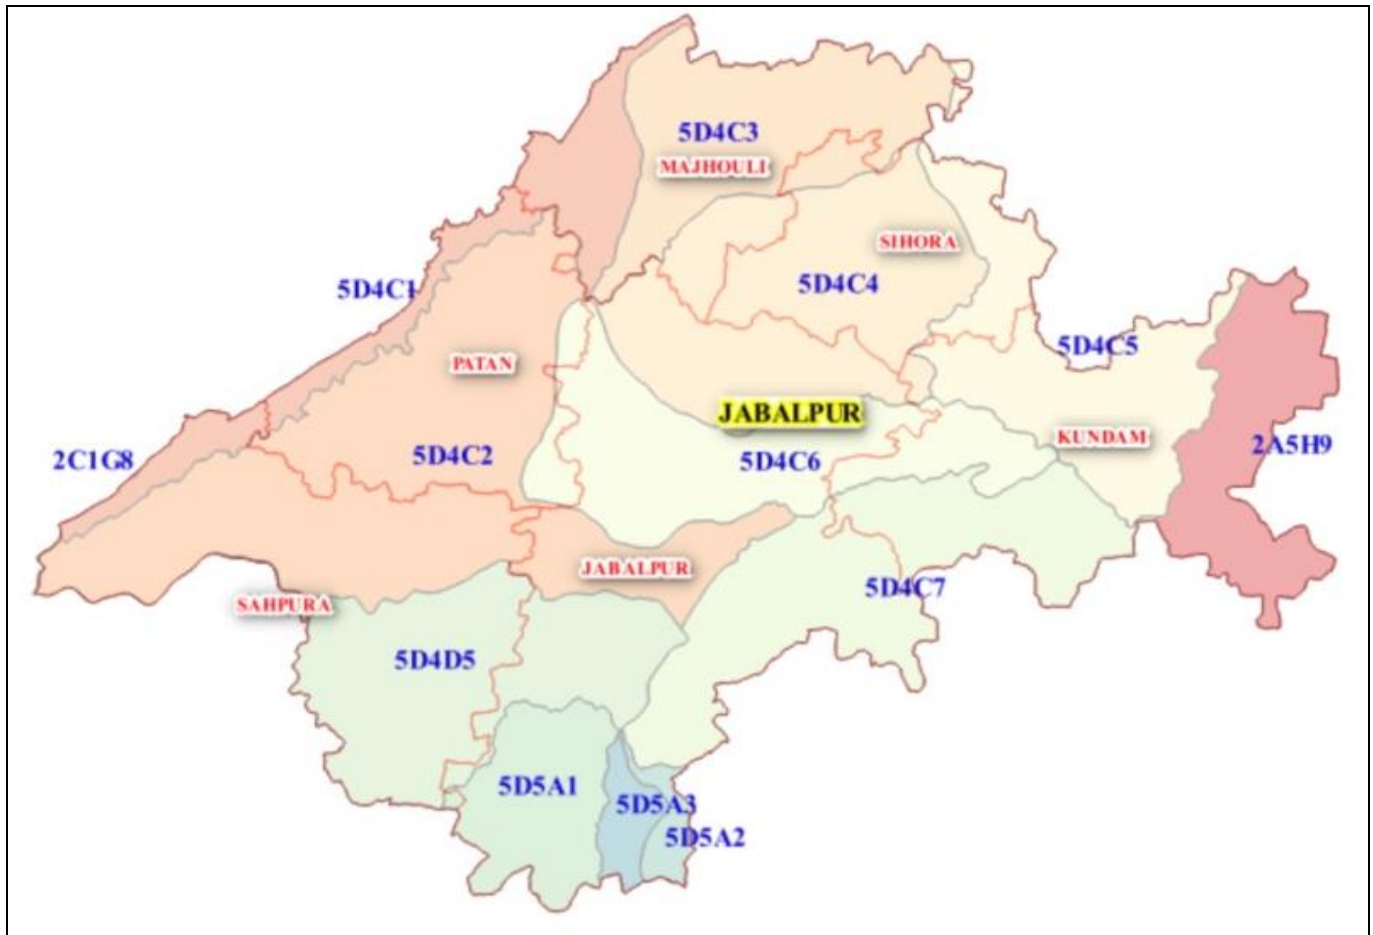 5D4C3
MAJHOULI
SIHORA
5D4C4
5D4C1
5D4C5
PATAN
JABALPUR
KUNDAM
2C1G8
5D4C2
5D4C6
2A5H9
JABALPUR
5D4C7
SAHPURA
5D4D5
5D5A1
5D5A3
5D5A2